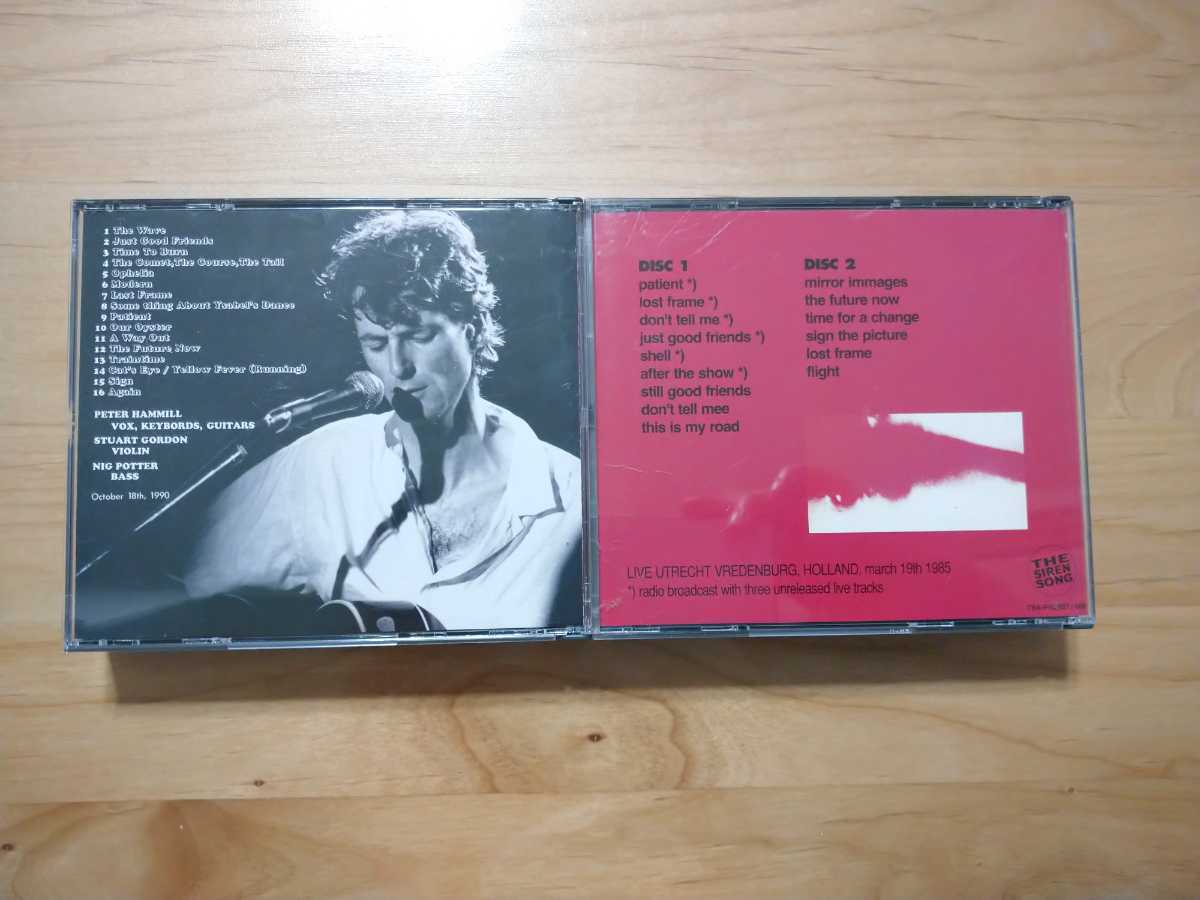 1 The Wave
2 Just Good Friends
3 Time To Burn
4 The Comet,The Course,The Tail
5 Ophelia
6 Modern
7 Last Frame
8 Some thing About Ysabel's Dance
9 Patient
10 Our Oyster
11 A Way Out
12 The Future Now
13 Traintime
14 Cat's Eye / Yellow Fever (Running)
15 Sign
16 Again
PETER HAMMILL
VOX, KEYBORDS, GUITARS
STUART GORDON
VIOLIN
NIG POTTER
BASS
October 18th, 1990
DISC 1
patient *)
lost frame *)
don't tell me *)
just good friends *)
shell *)
after the show *)
still good friends
don't tell mee
this is my road
DISC 2
mirror immages
the future now
time for a change
sign the picture
lost frame
flight
LIVE UTRECHT VREDENBURG, HOLLAND, march 19th 1985
*) radio broadcast with three unreleased live tracks
THE
SIREN
SONG